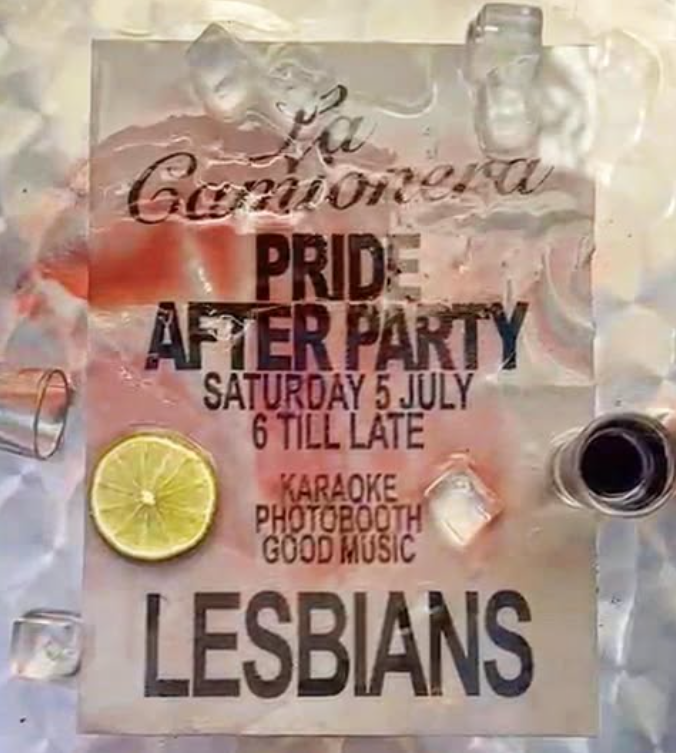 La
Camionera
PRIDE
AFTER PARTY
SATURDAY 5 JULY
6 TILL LATE
KARAOKE
PHOTOBOOTH
GOOD MUSIC
LESBIANS